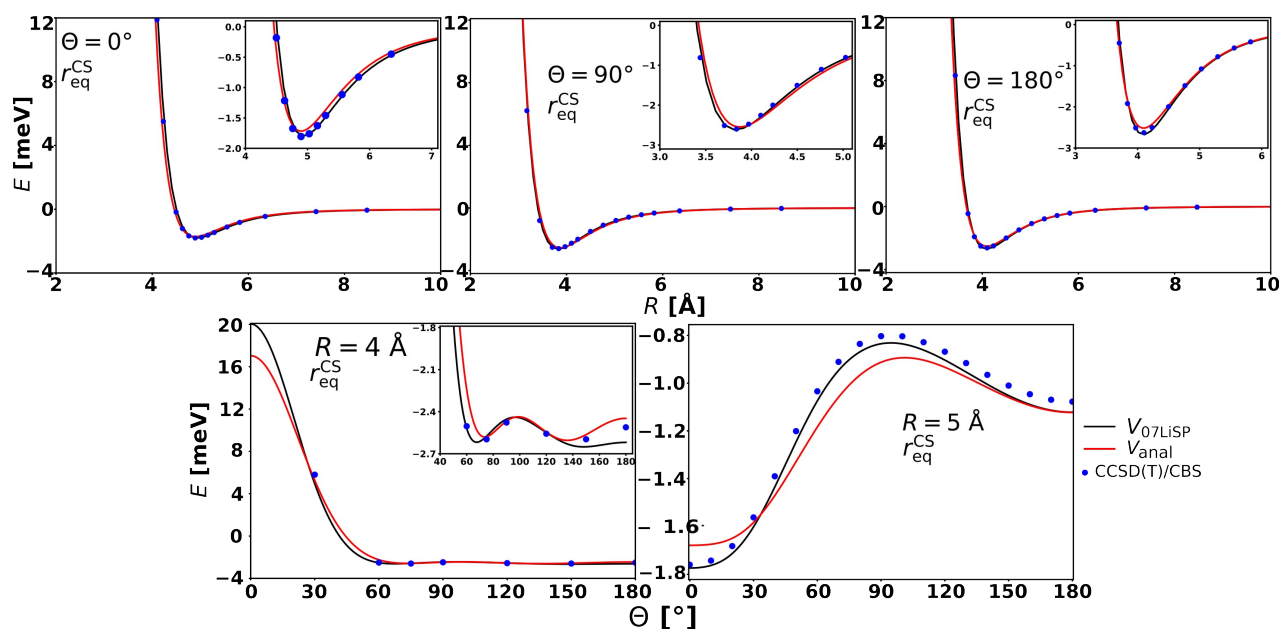 12
8
4
0
−4
E [meV]
Θ = 0°
r_eq^CS
0.0
−0.5
−1.0
−1.5
−2.0
4 5 6 7
2 4 6 8 10
12
8
4
0
−4
Θ = 90°
r_eq^CS
0
−1
−2
−3
3.0 3.5 4.0 4.5 5.0
2 4 6 8 10
12
8
4
0
−4
Θ = 180°
r_eq^CS
0
−1
−2
−3
3 4 5 6
2 4 6 8 10
R [Å]
20
16
12
8
4
0
−4
E [meV]
R = 4 Å
r_eq^CS
−1.8
−2.1
−2.4
−2.7
40 60 80 100 120 140 160 180
0 30 60 90 120 150 180
−0.8
−1.0
−1.2
− 1.6
−1.8
R = 5 Å
r_eq^CS
0 30 60 90 120 150 180
Θ [°]
V_07LiSP
V_anal
CCSD(T)/CBS